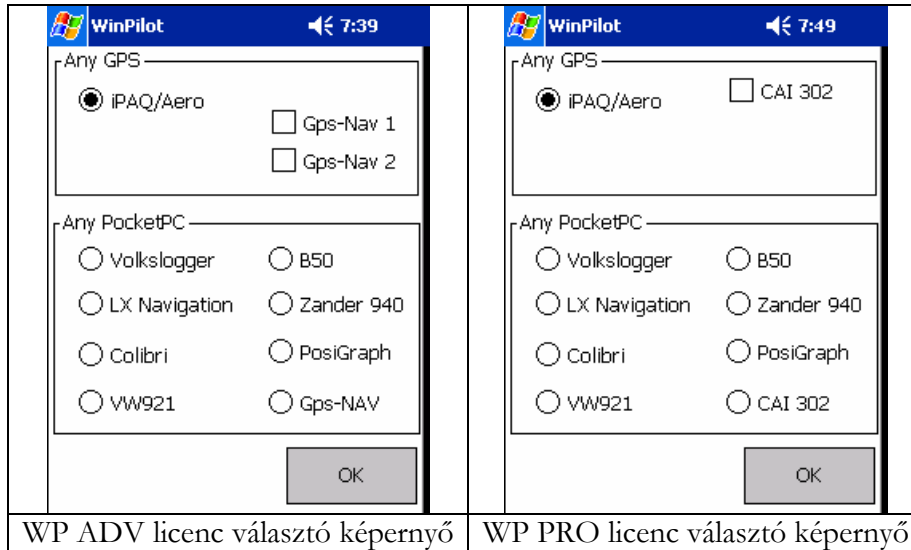 WinPilot 7:39
Any GPS
iPAQ/Aero
Gps-Nav 1
Gps-Nav 2
Any PocketPC
Volkslogger B50
LX Navigation Zander 940
Colibri PosiGraph
VW921 Gps-NAV
OK
WP ADV licenc választó képernyő
WinPilot 7:49
Any GPS
iPAQ/Aero CAI 302
Any PocketPC
Volkslogger B50
LX Navigation Zander 940
Colibri PosiGraph
VW921 CAI 302
OK
WP PRO licenc választó képernyő